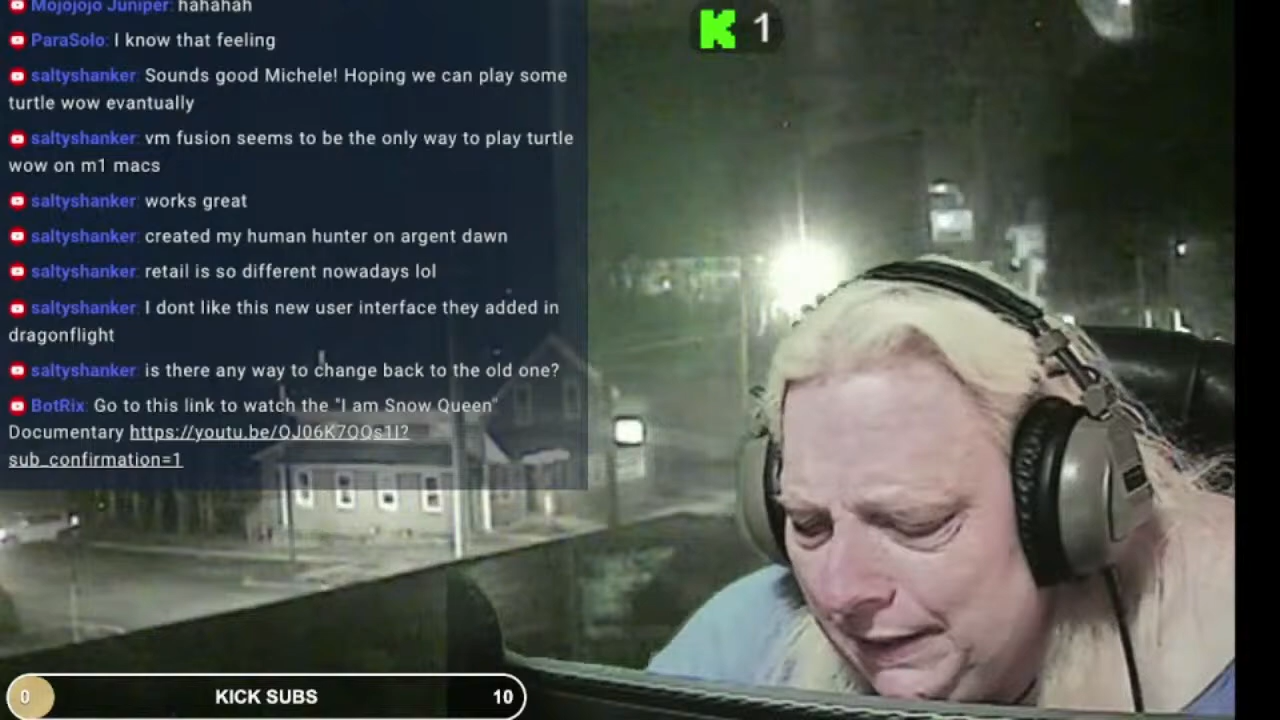 Mojojojo Juniper: hahahah
ParaSolo: I know that feeling
saltyshanker: Sounds good Michele! Hoping we can play some
turtle wow evantually
saltyshanker: vm fusion seems to be the only way to play turtle
wow on m1 macs
saltyshanker: works great
saltyshanker: created my human hunter on argent dawn
saltyshanker: retail is so different nowadays lol
saltyshanker: I dont like this new user interface they added in
dragonflight
saltyshanker: is there any way to change back to the old one?
BotRix: Go to this link to watch the "I am Snow Queen"
Documentary https://youtu.be/OJ06K7OOs1I?
sub_confirmation=1
K 1
0 KICK SUBS 10